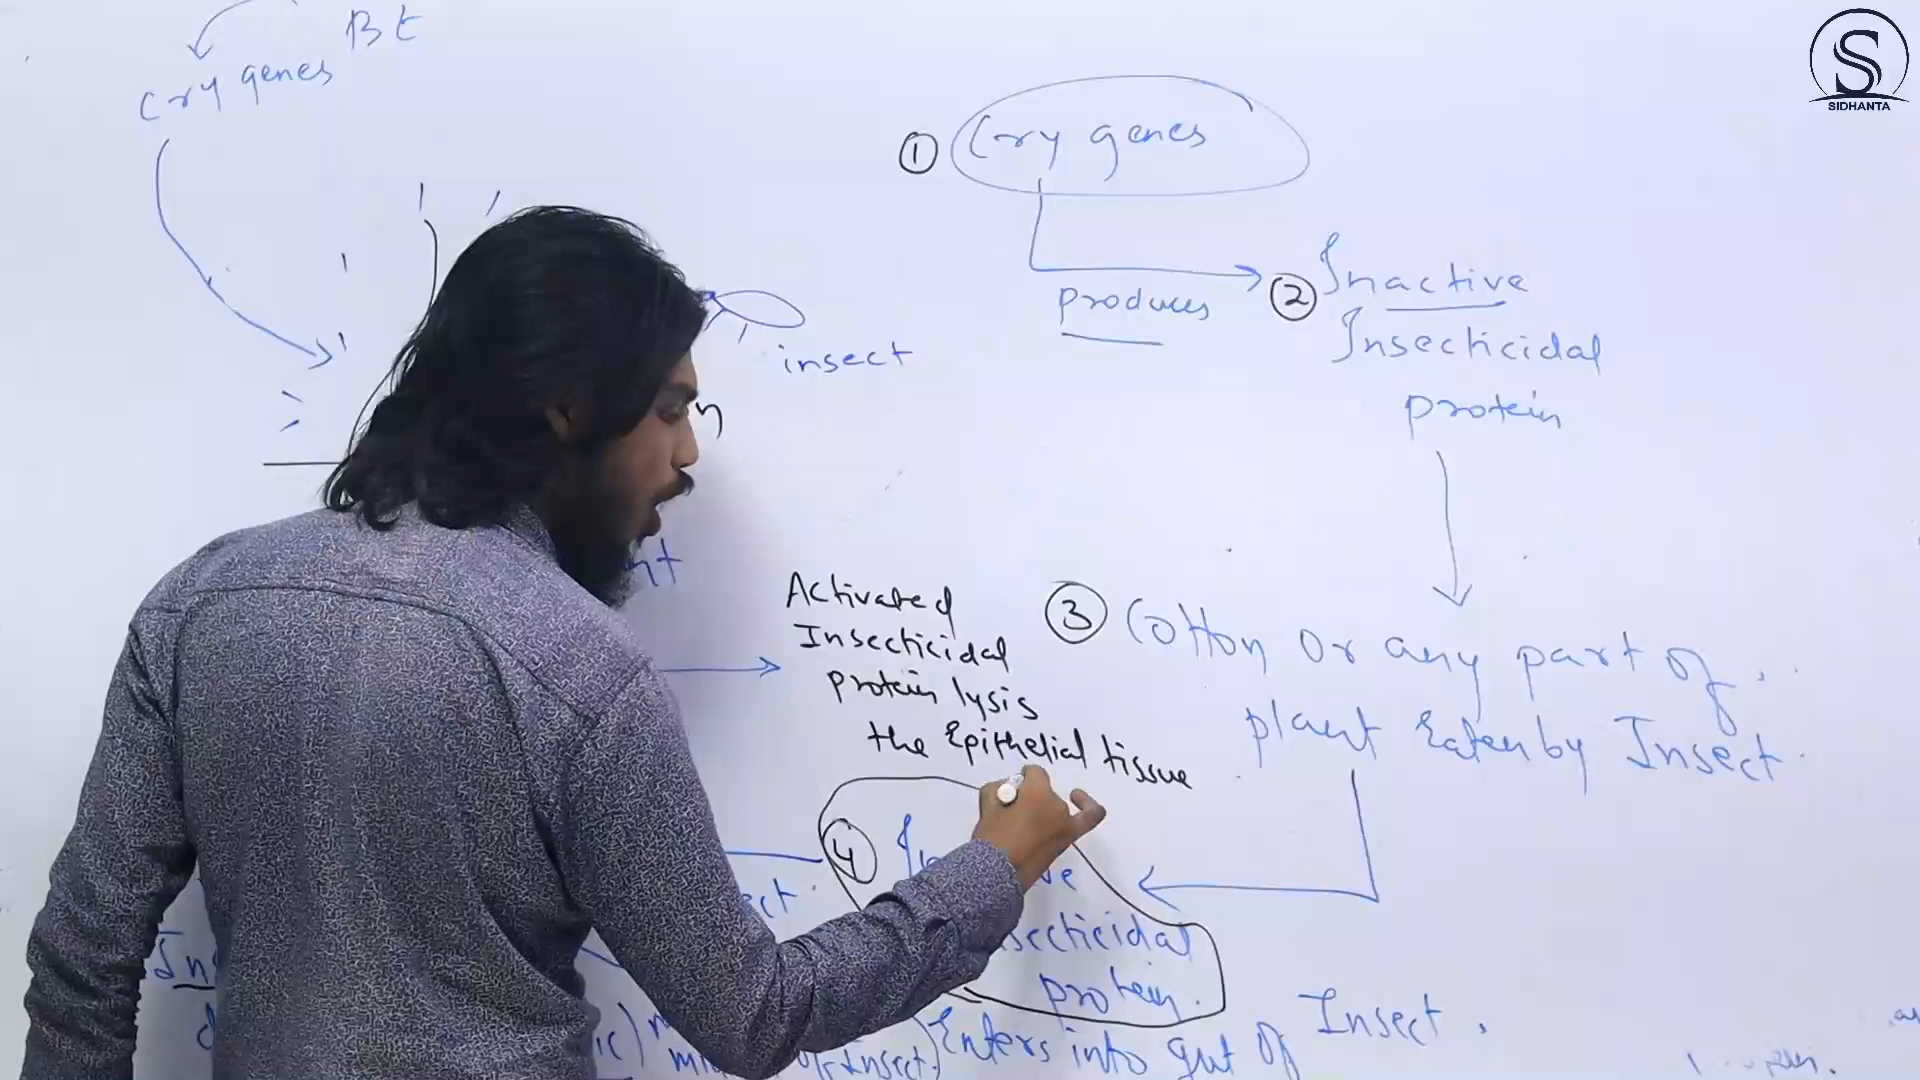 Bt
Cry genes
insect
① Cry genes
produces
② Inactive
Insecticidal
protein
③ Cotton or any part of
plant Eaten by Insect.
Activated
Insecticidal
protein lysis
the Epithelial tissue
④
protein.
Enters into gut of Insect.
S
SIDHANTA